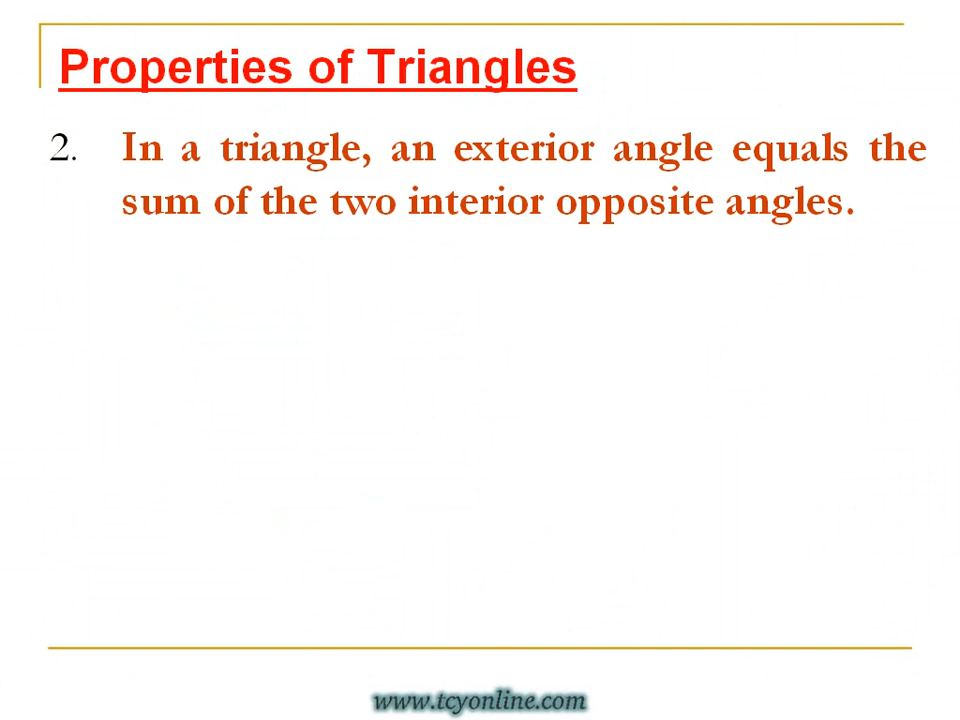 Properties of Triangles
2. In a triangle, an exterior angle equals the
sum of the two interior opposite angles.
www.tcyonline.com